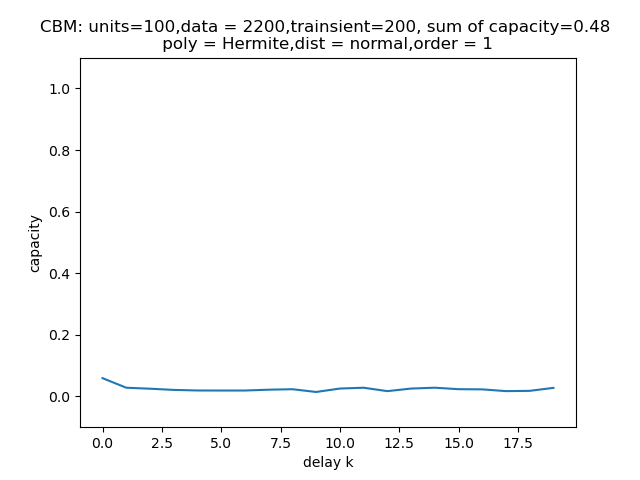 CBM: units=100,data = 2200,trainsient=200, sum of capacity=0.48
poly = Hermite,dist = normal,order = 1
1.0
0.8
0.6
0.4
0.2
0.0
capacity
0.0 2.5 5.0 7.5 10.0 12.5 15.0 17.5
delay k